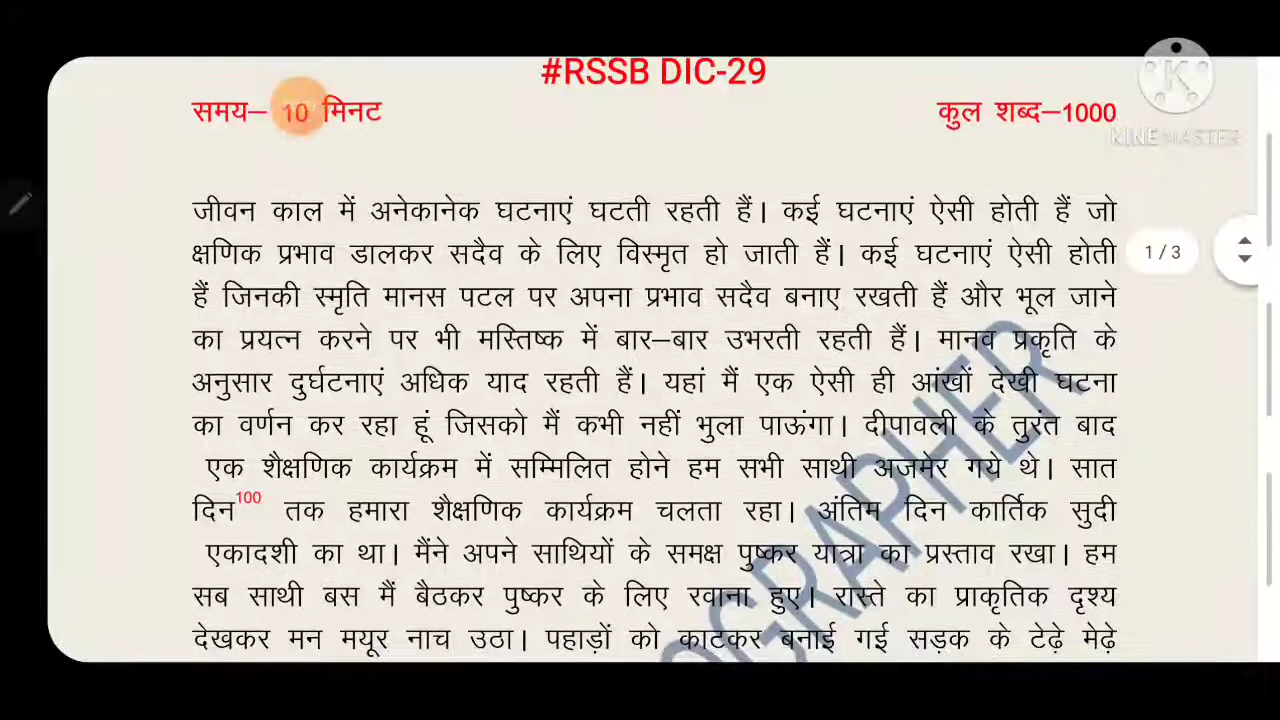 #RSSB DIC-29
समय– 10 मिनट
कुल शब्द–1000
KINEMASTER
जीवन काल में अनेकानेक घटनाएं घटती रहती हैं। कई घटनाएं ऐसी होती हैं जो
क्षणिक प्रभाव डालकर सदैव के लिए विस्मृत हो जाती हैं। कई घटनाएं ऐसी होती
1/3
हैं जिनकी स्मृति मानस पटल पर अपना प्रभाव सदैव बनाए रखती हैं और भूल जाने
का प्रयत्न करने पर भी मस्तिष्क में बार–बार उभरती रहती हैं। मानव प्रकृति के
अनुसार दुर्घटनाएं अधिक याद रहती हैं। यहां मैं एक ऐसी ही आंखों देखी घटना
का वर्णन कर रहा हूं जिसको मैं कभी नहीं भुला पाऊंगा। दीपावली के तुरंत बाद
एक शैक्षणिक कार्यक्रम में सम्मिलित होने हम सभी साथी अजमेर गये थे। सात
दिन100 तक हमारा शैक्षणिक कार्यक्रम चलता रहा। अंतिम दिन कार्तिक सुदी
एकादशी का था। मैंने अपने साथियों के समक्ष पुष्कर यात्रा का प्रस्ताव रखा। हम
सब साथी बस मैं बैठकर पुष्कर के लिए रवाना हुए। रास्ते का प्राकृतिक दृश्य
देखकर मन मयूर नाच उठा। पहाड़ों को काटकर बनाई गई सड़क के टेढ़े मेढ़े